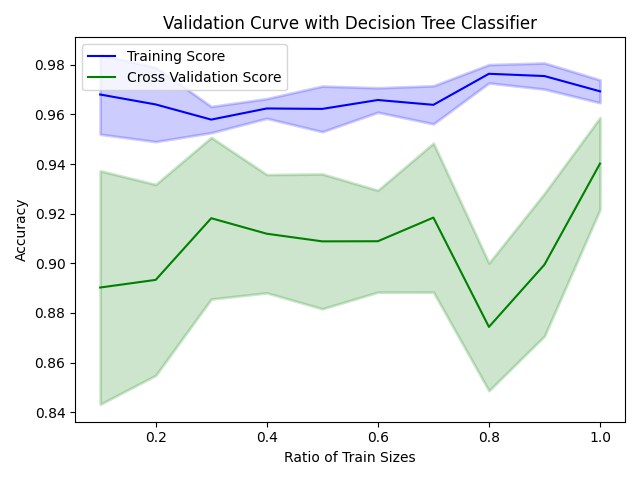 Validation Curve with Decision Tree Classifier
Training Score
Cross Validation Score
0.98
0.96
0.94
0.92
0.90
0.88
0.86
0.84
Accuracy
0.2
0.4
0.6
0.8
1.0
Ratio of Train Sizes